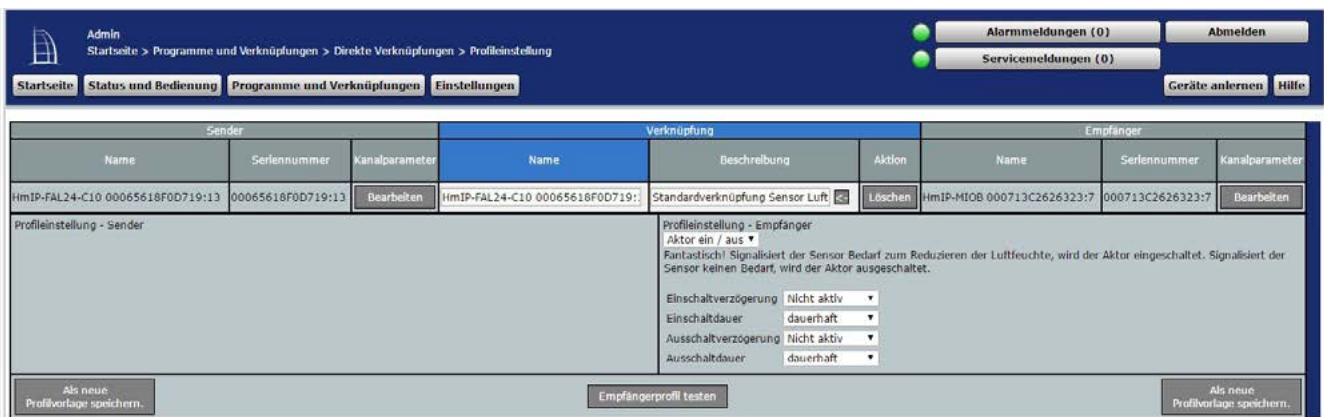 Admin
Alarmmeldungen (0)
Abmelden
Startseite > Programme und Verknüpfungen > Direkte Verknüpfungen > Profileinstellung
Servicemeldungen (0)
Startseite
Status und Bedienung
Programme und Verknüpfungen
Einstellungen
Geräte anlernen
Hilfe
Sender
Verknüpfung
Empfänger
Name
Seriennummer
Kanalparameter
Name
Beschreibung
Aktion
Name
Seriennummer
Kanalparameter
HmIP-FAL24-C10 00065618F0D719:13
00065618F0D719:13
Bearbeiten
HmIP-FAL24-C10 00065618F0D719:
Standardverknüpfung Sensor Luft
<-
Löschen
HmIP-MIOB 000713C2626323:7
000713C2626323:7
Bearbeiten
Profileinstellung - Sender
Profileinstellung - Empfänger
Aktor ein / aus
Fantastisch! Signalisiert der Sensor Bedarf zum Reduzieren der Luftfeuchte, wird der Aktor eingeschaltet. Signalisiert der
Sensor keinen Bedarf, wird der Aktor ausgeschaltet.
Einschaltverzögerung Nicht aktiv
Einschaltdauer dauerhaft
Ausschaltverzögerung Nicht aktiv
Ausschaltdauer dauerhaft
Als neue
Profilvorlage speichern.
Empfängerprofil testen
Als neue
Profilvorlage speichern.